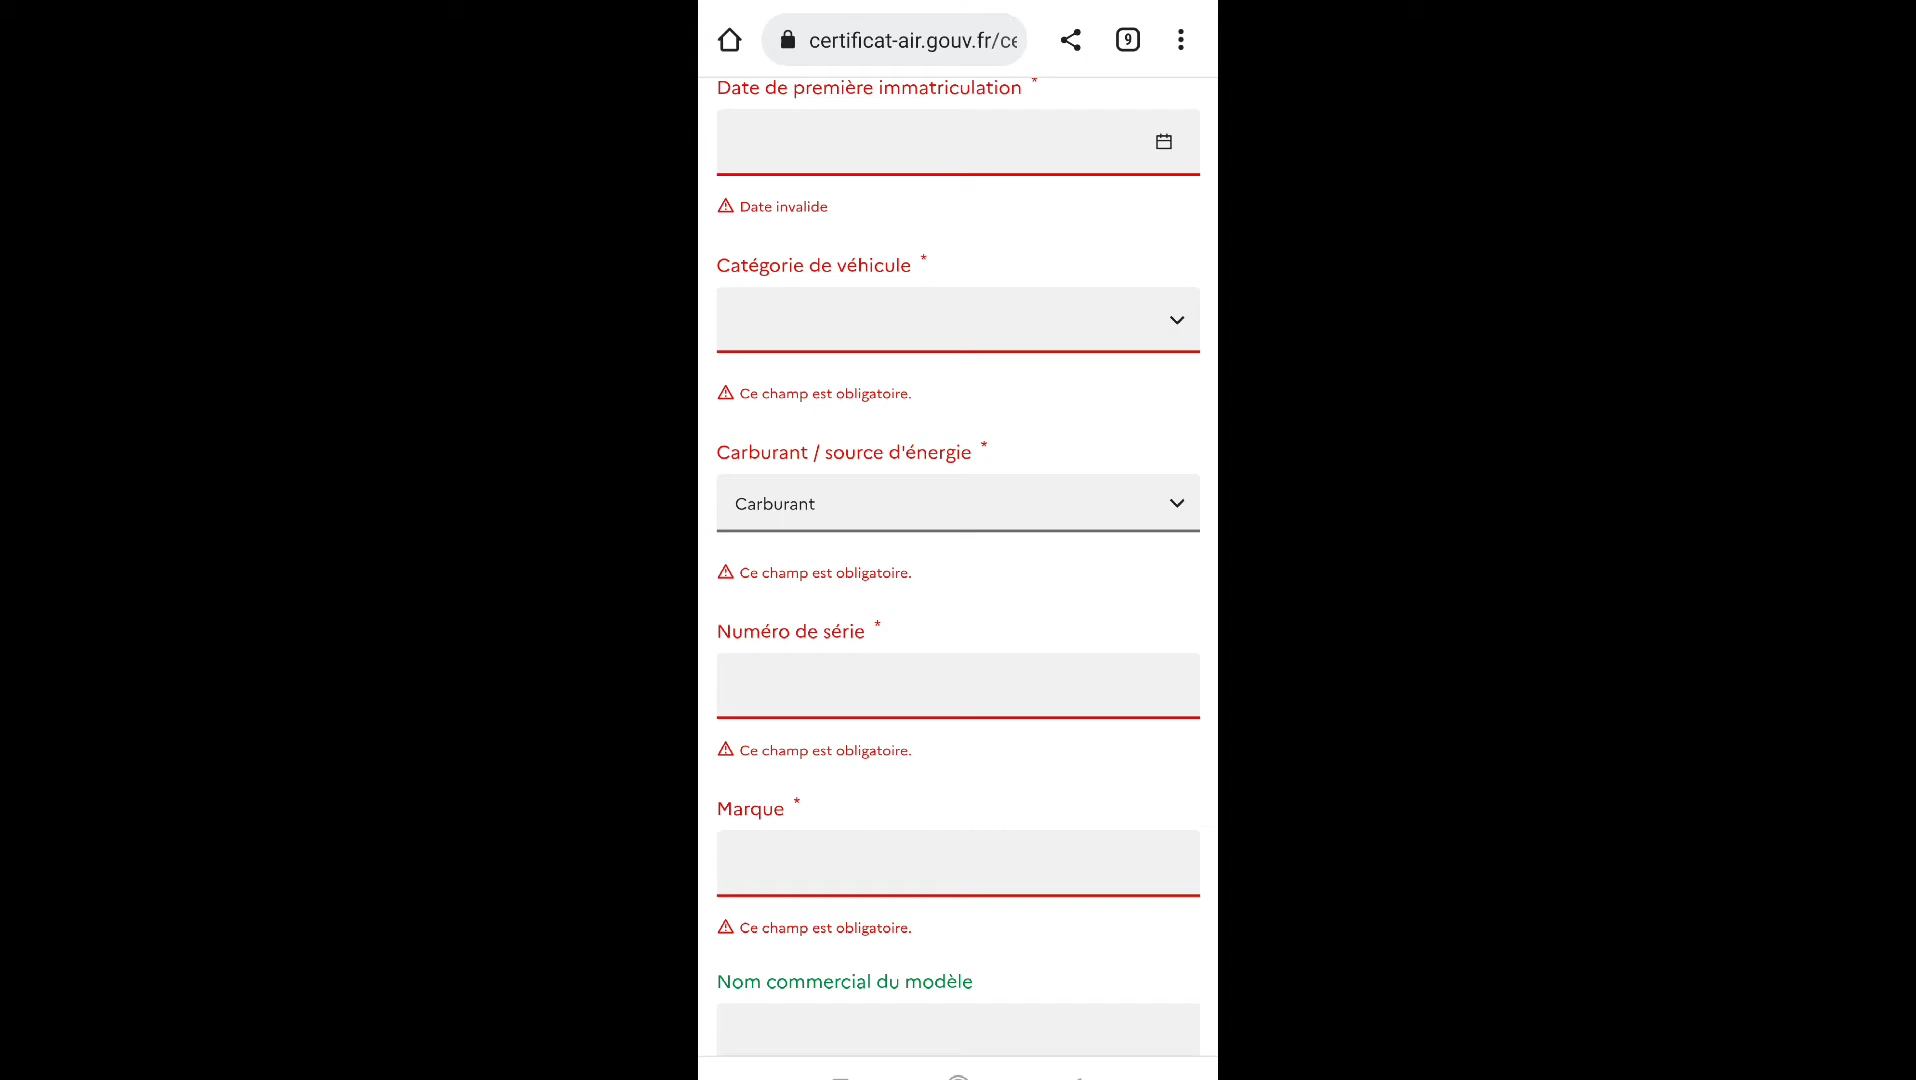 certificat-air.gouv.fr/ce
9
Date de première immatriculation *
Date invalide
Catégorie de véhicule *
Ce champ est obligatoire.
Carburant / source d'énergie *
Carburant
Ce champ est obligatoire.
Numéro de série *
Ce champ est obligatoire.
Marque *
Ce champ est obligatoire.
Nom commercial du modèle